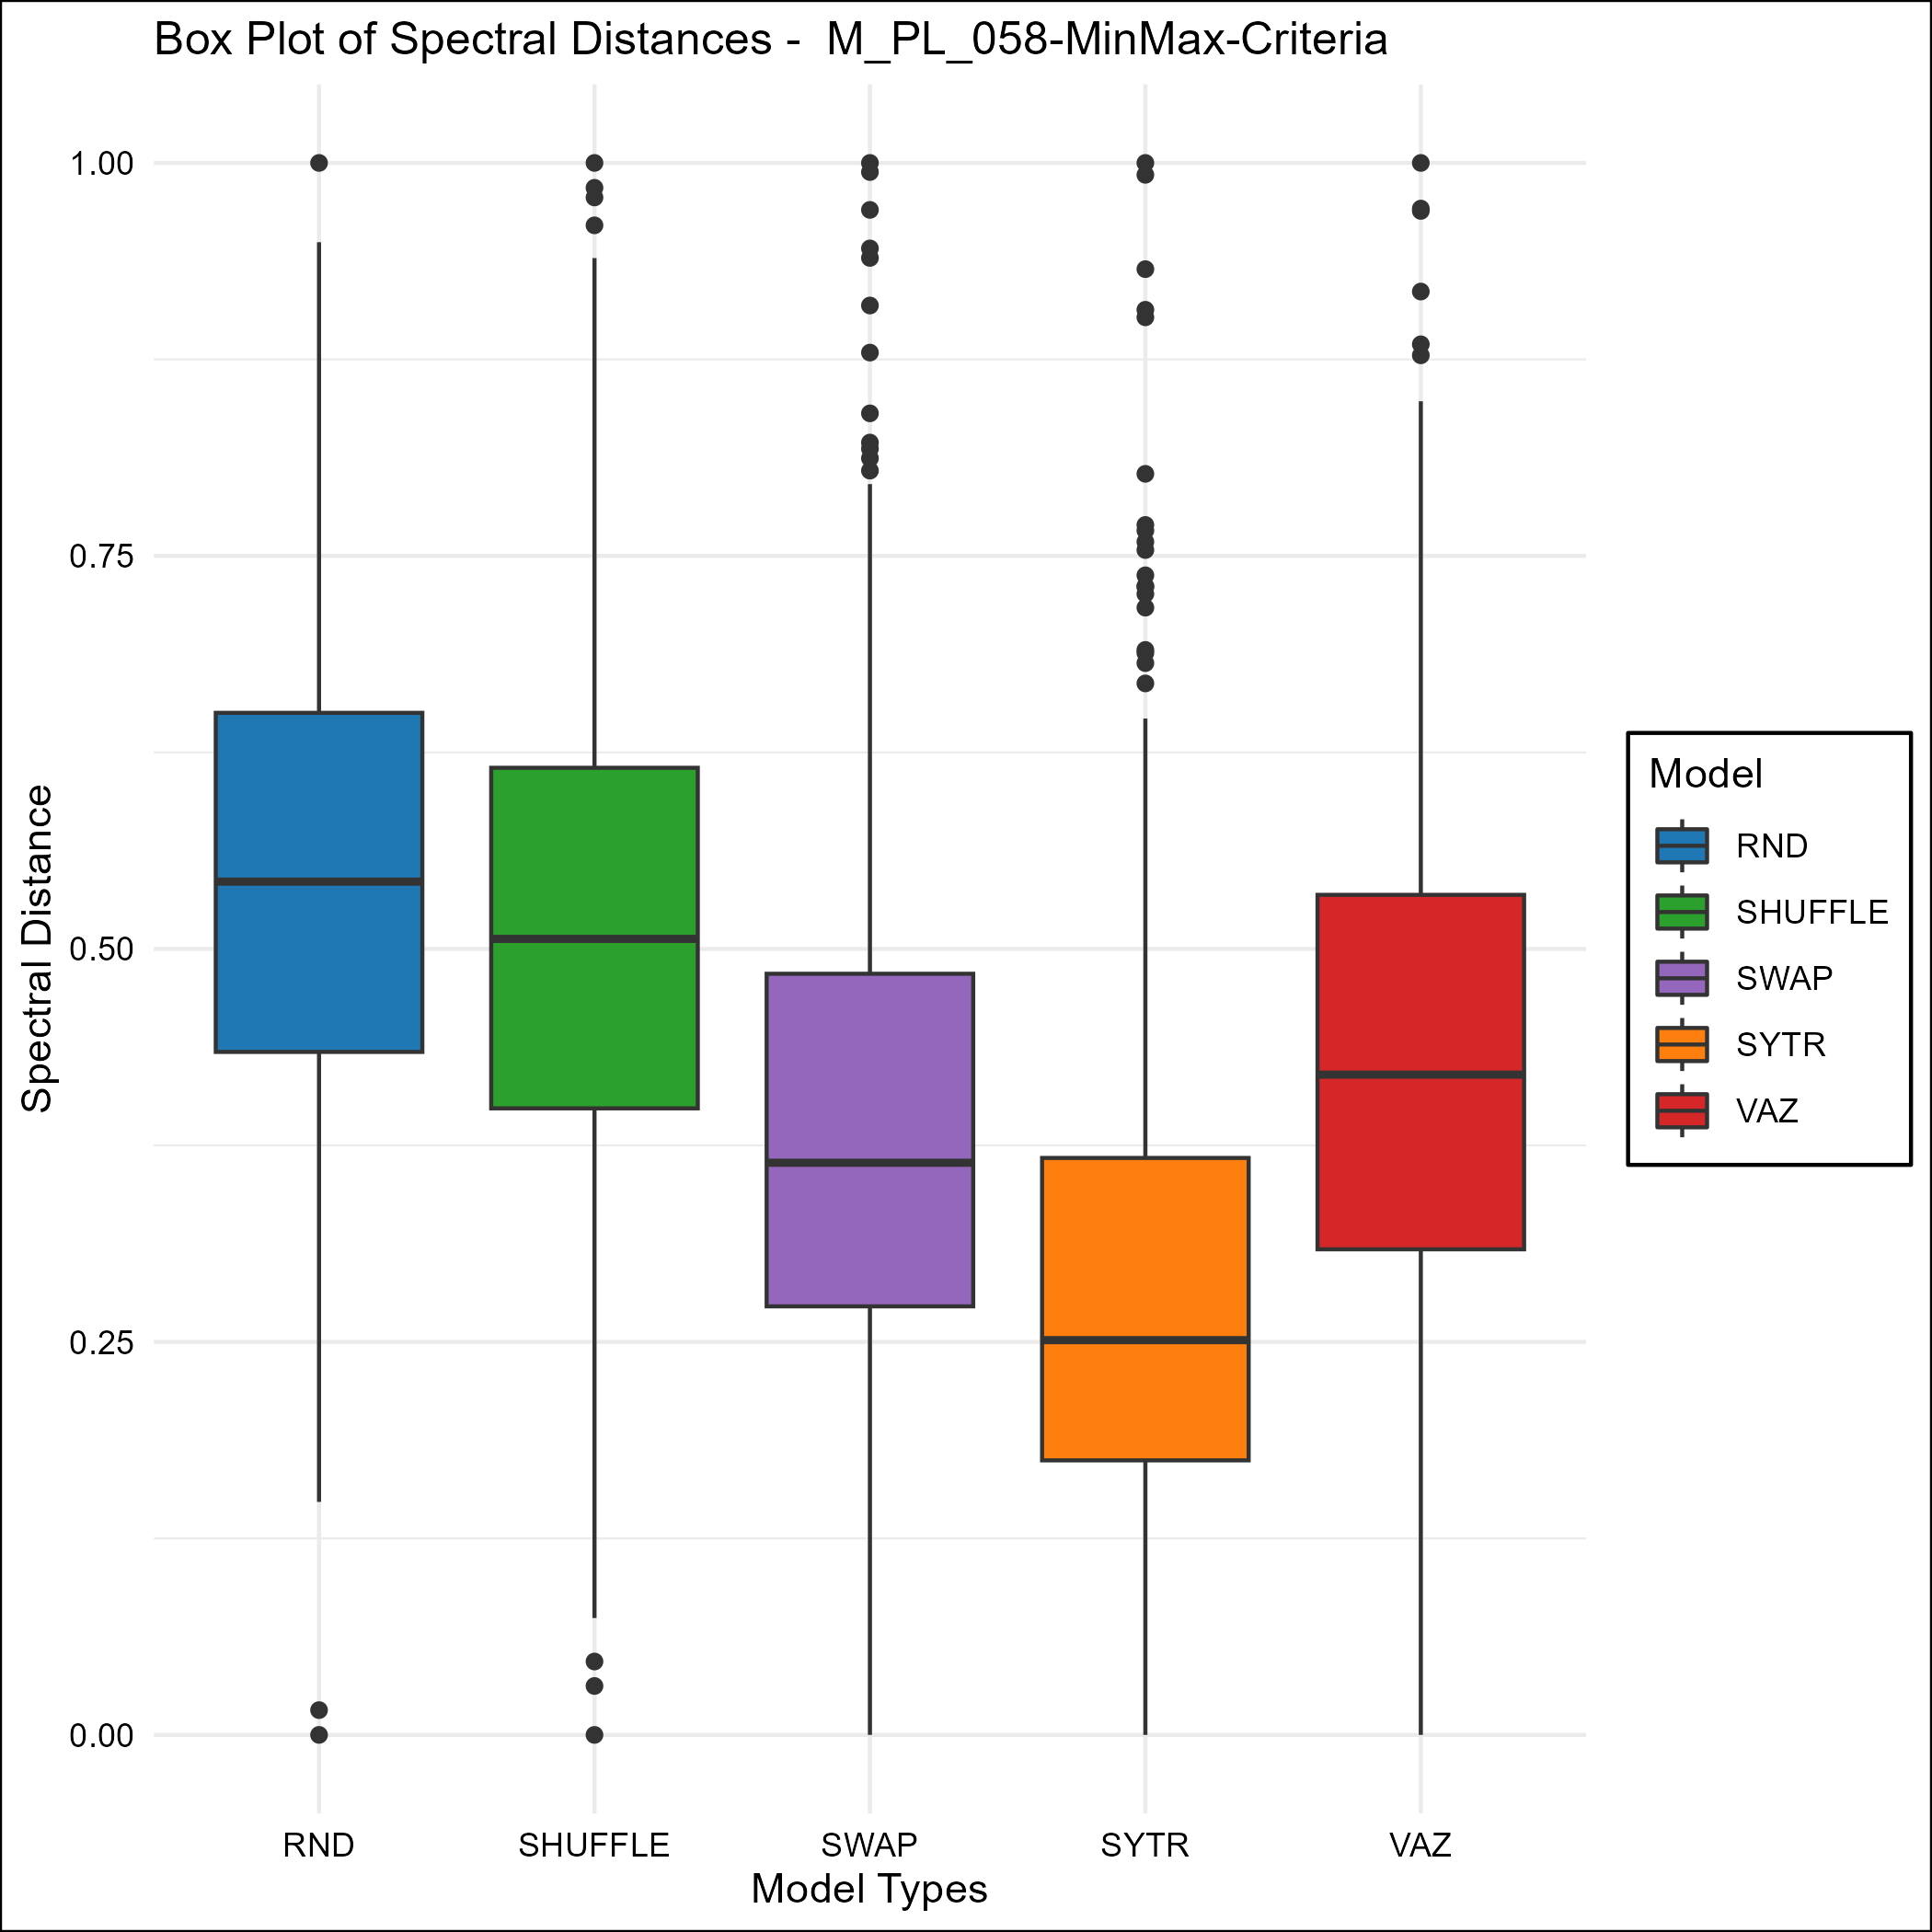 Box Plot of Spectral Distances -  M_PL_058-MinMax-Criteria
Spectral Distance
1.00
0.75
0.50
0.25
0.00
RND
SHUFFLE
SWAP
SYTR
VAZ
Model Types
Model
RND
SHUFFLE
SWAP
SYTR
VAZ